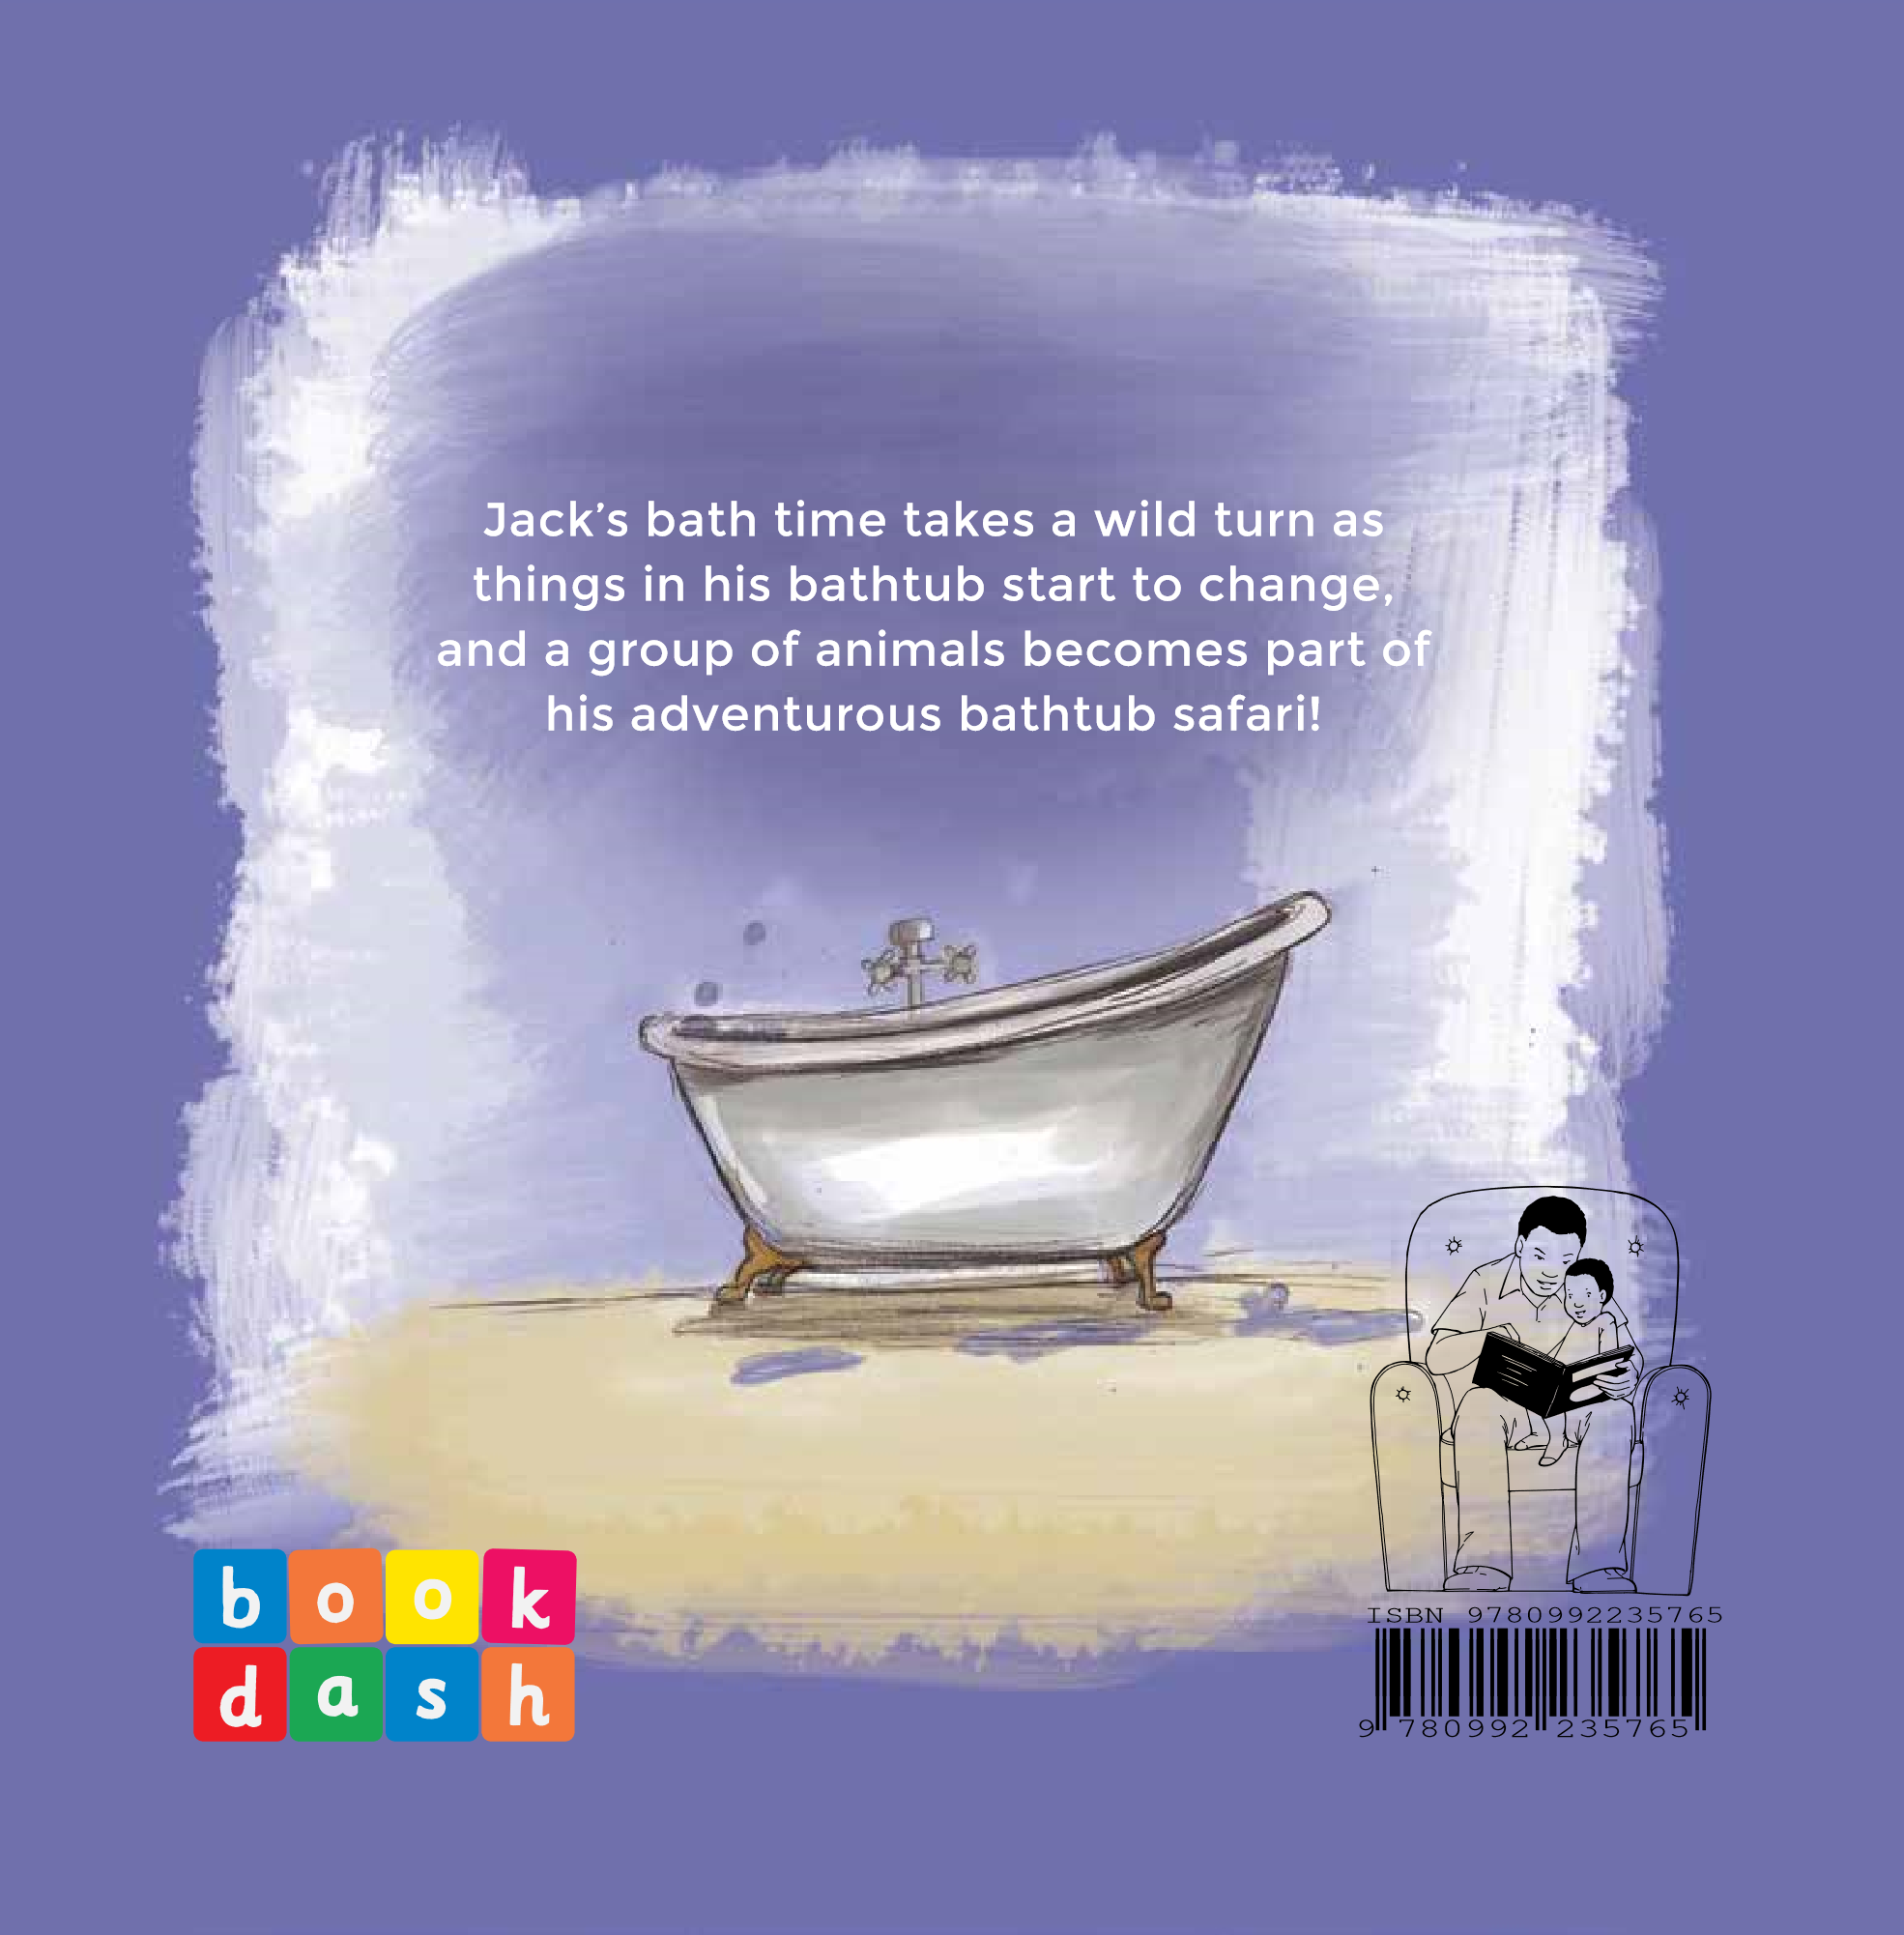 Jack’s bath time takes a wild turn as
things in his bathtub start to change,
and a group of animals becomes part of
his adventurous bathtub safari!
book
dash
ISBN 9780992235765
9 780992 235765